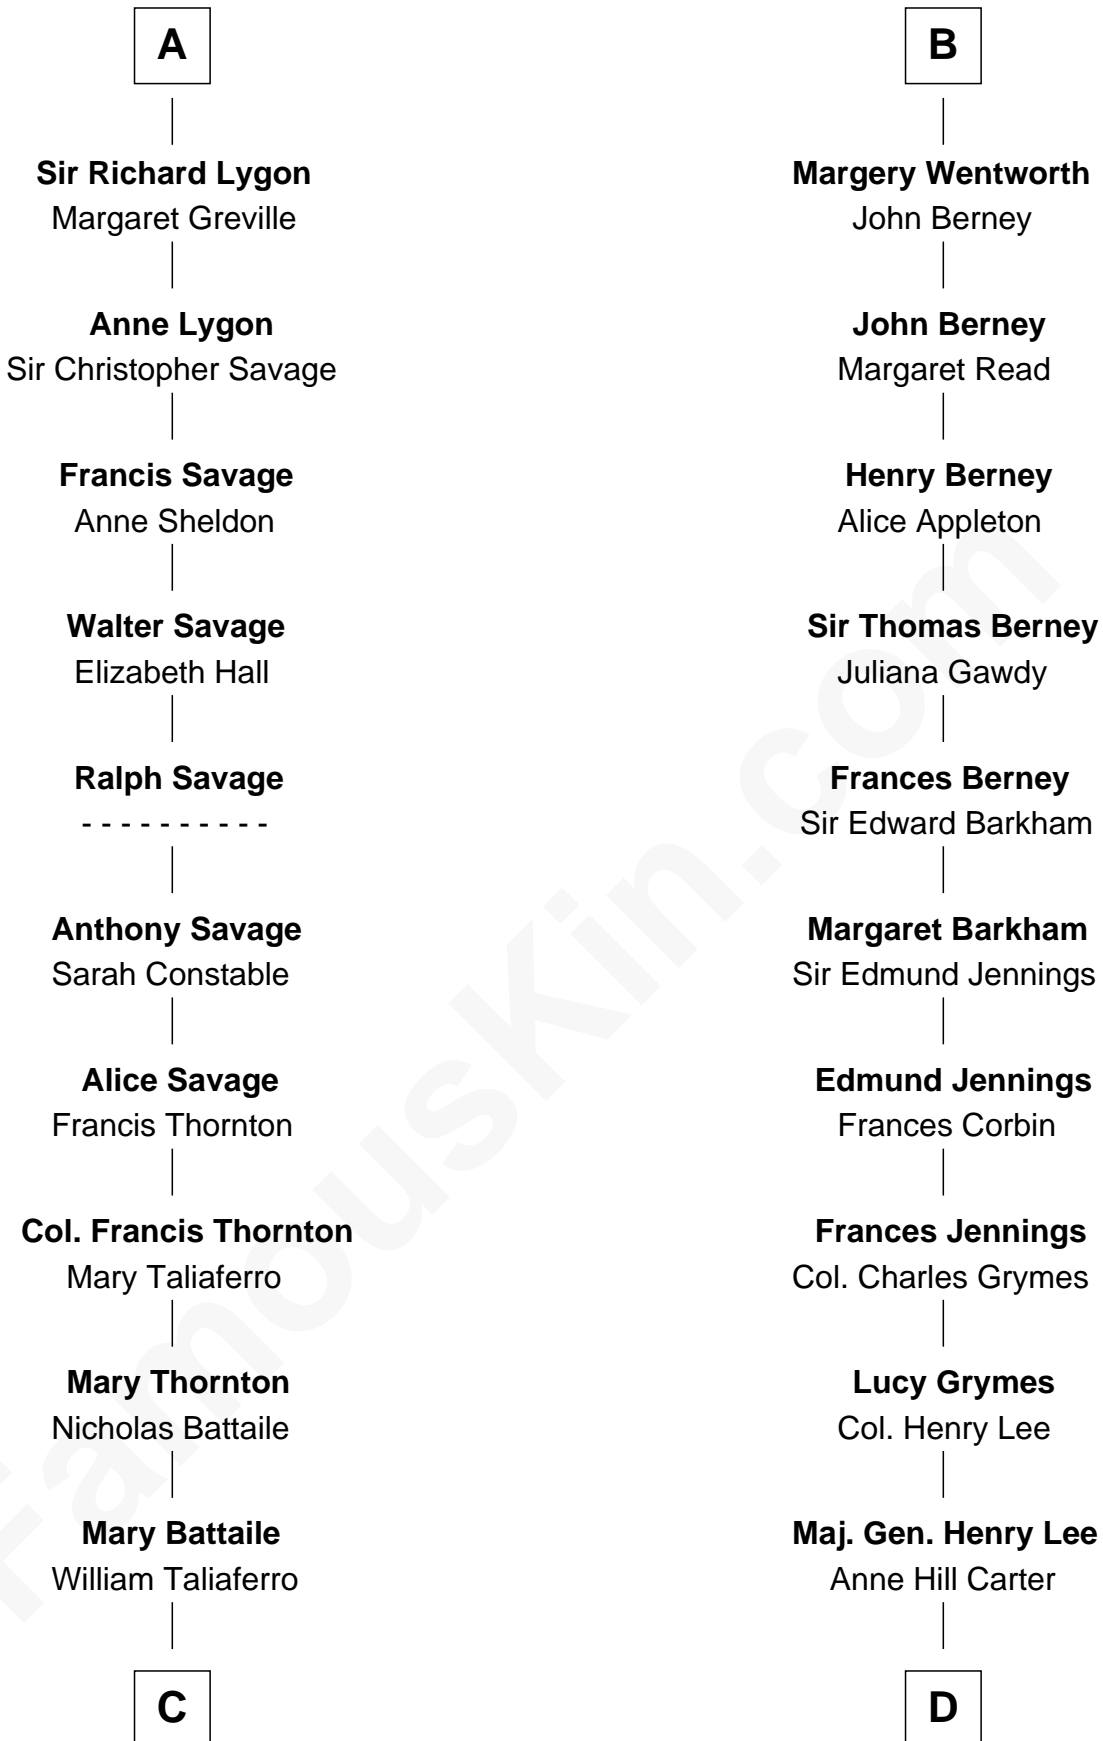 A
Sir Richard Lygon
Margaret Greville
Anne Lygon
Sir Christopher Savage
Francis Savage
Anne Sheldon
Walter Savage
Elizabeth Hall
Ralph Savage
- - - - - - - - - -
Anthony Savage
Sarah Constable
Alice Savage
Francis Thornton
Col. Francis Thornton
Mary Taliaferro
Mary Thornton
Nicholas Battaile
Mary Battaile
William Taliaferro
C
B
Margery Wentworth
John Berney
John Berney
Margaret Read
Henry Berney
Alice Appleton
Sir Thomas Berney
Juliana Gawdy
Frances Berney
Sir Edward Barkham
Margaret Barkham
Sir Edmund Jennings
Edmund Jennings
Frances Corbin
Frances Jennings
Col. Charles Grymes
Lucy Grymes
Col. Henry Lee
Maj. Gen. Henry Lee
Anne Hill Carter
D
FamousKin.com